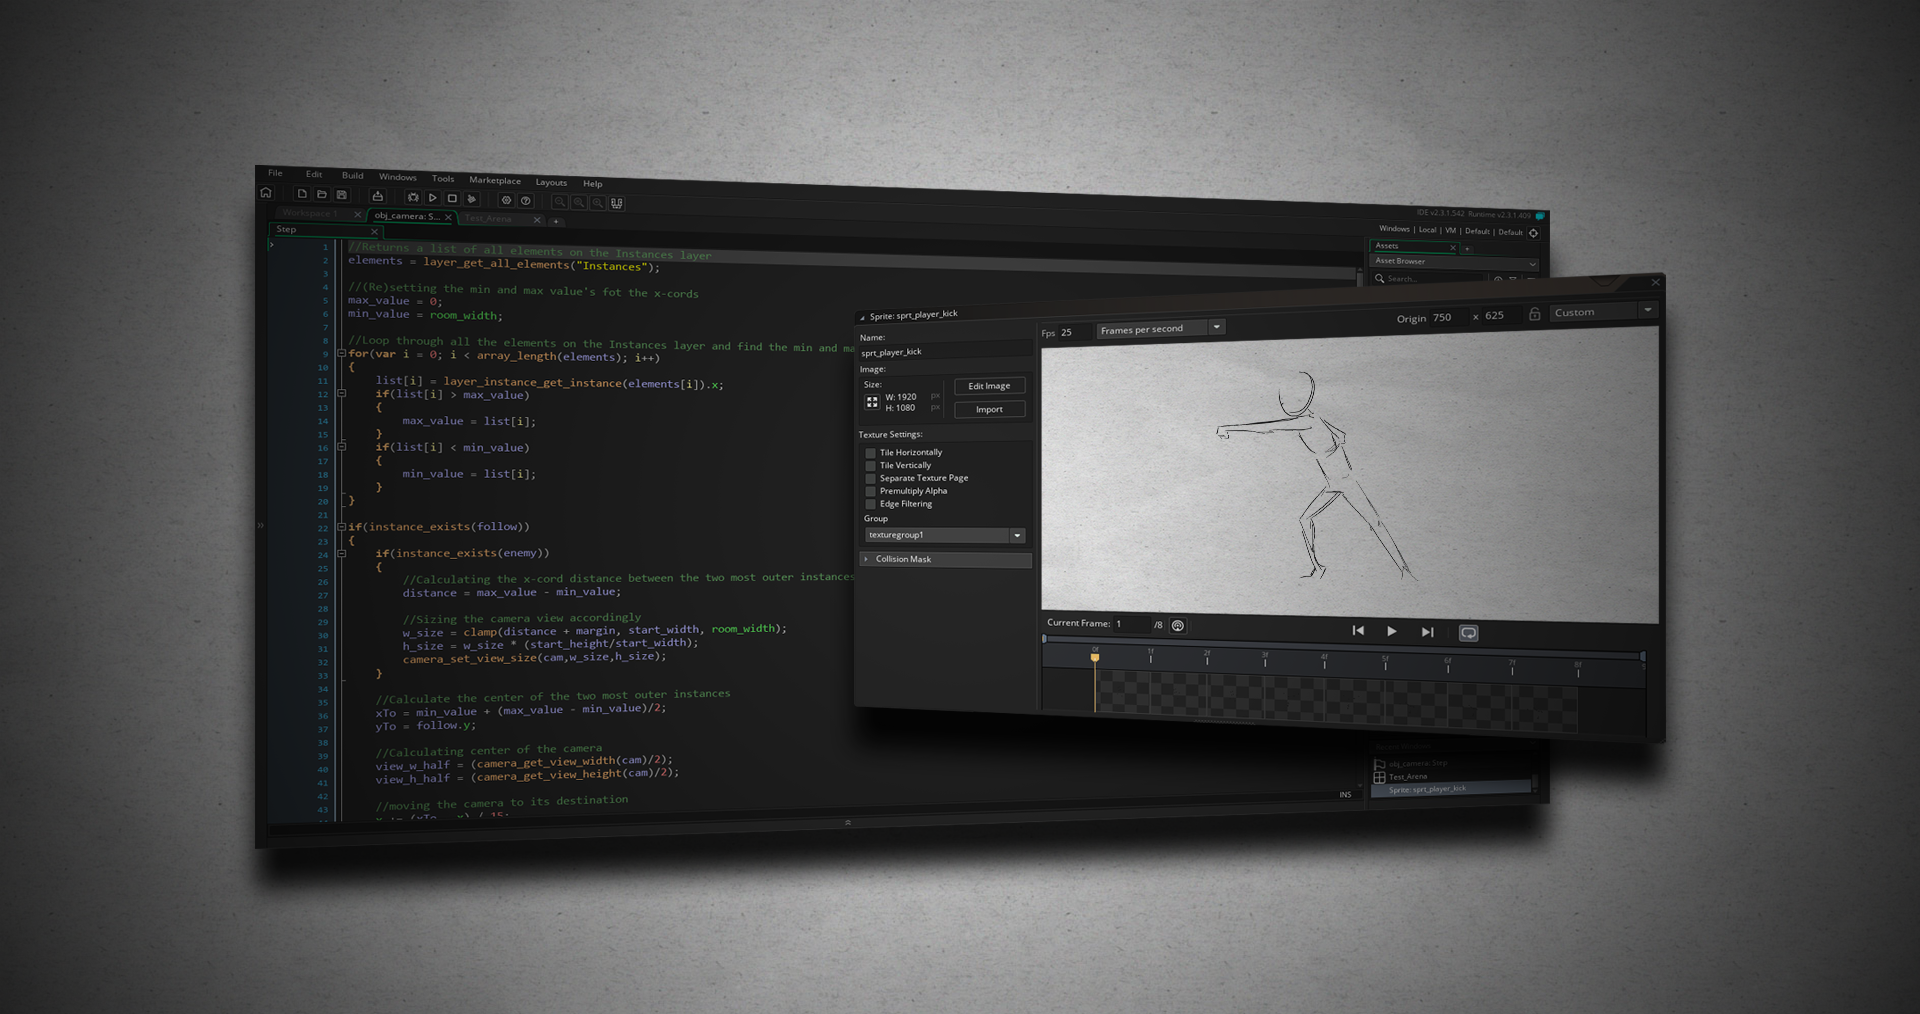 File Edit Build Windows Tools Marketplace Layouts Help
IDE v2.3.1.542 Runtime v2.3.1.409
Workspace 1 obj_camera: S... Test_Arena
Windows | Local | VM | Default | Default
Step
1 //Returns a list of all elements on the Instances layer
2 elements = layer_get_all_elements("Instances");
3
4 //(Re)setting the min and max value's fot the x-cords
5 max_value = 0;
6 min_value = room_width;
7
8 //Loop through all the elements on the Instances layer and find the min and ma
9 for(var i = 0; i < array_length(elements); i++)
10 {
11 list[i] = layer_instance_get_instance(elements[i]).x;
12 if(list[i] > max_value)
13 {
14 max_value = list[i];
15 }
16 if(list[i] < min_value)
17 {
18 min_value = list[i];
19 }
20 }
21
22 if(instance_exists(follow))
23 {
24 if(instance_exists(enemy))
25 {
26 //Calculating the x-cord distance between the two most outer instances
27 distance = max_value - min_value;
28
29 //Sizing the camera view accordingly
30 w_size = clamp(distance + margin, start_width, room_width);
31 h_size = w_size * (start_height/start_width);
32 camera_set_view_size(cam,w_size,h_size);
33 }
34
35 //Calculate the center of the two most outer instances
36 xTo = min_value + (max_value - min_value)/2;
37 yTo = follow.y;
38
39 //Calculating center of the camera
40 view_w_half = (camera_get_view_width(cam)/2);
41 view_h_half = (camera_get_view_height(cam)/2);
42
43 //moving the camera to its destination
INS
Assets
Asset Browser
Search...
Sprite: sprt_player_kick
Name:
sprt_player_kick
Image:
Size:
W: 1920 px
H: 1080 px
Edit Image
Import
Texture Settings:
Tile Horizontally
Tile Vertically
Separate Texture Page
Premultiply Alpha
Edge Filtering
Group
texturegroup1
Collision Mask
Fps 25 Frames per second
Origin 750 x 625 Custom
Current Frame: 1 /8
0f 1f 2f 3f 4f 5f 6f 7f 8f
obj_camera: Step
Test_Arena
Sprite: sprt_player_kick